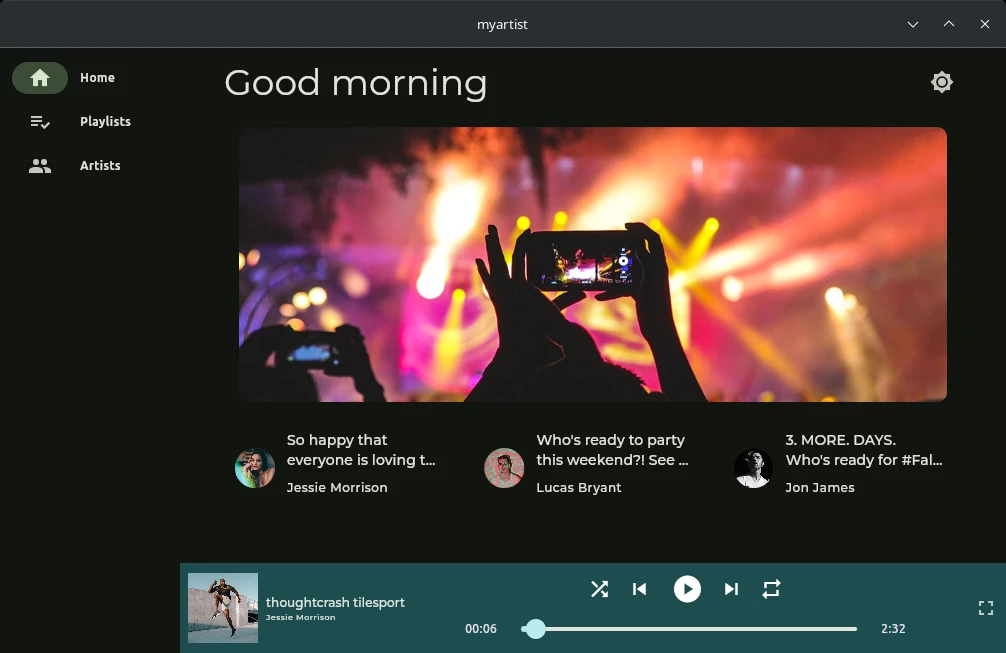 myartist
Home
Playlists
Artists
Good morning
So happy that
everyone is loving t...
Jessie Morrison
Who's ready to party
this weekend?! See ...
Lucas Bryant
3. MORE. DAYS.
Who's ready for #Fal...
Jon James
thoughtcrash tilesport
Jessie Morrison
00:06
2:32